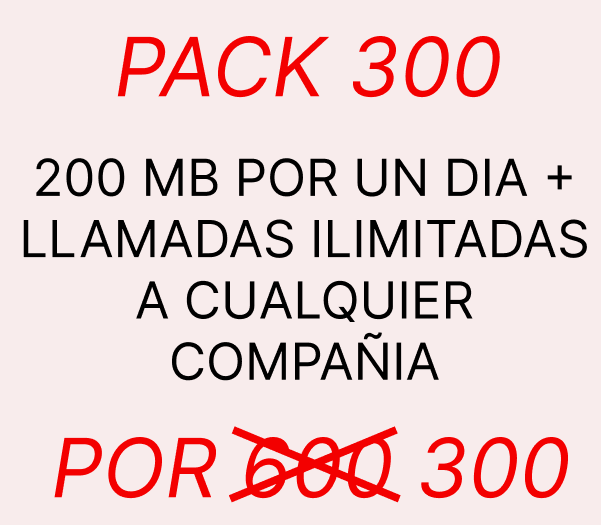 PACK 300
200 MB POR UN DIA +
LLAMADAS ILIMITADAS
A CUALQUIER
COMPAÑIA
POR 600 300